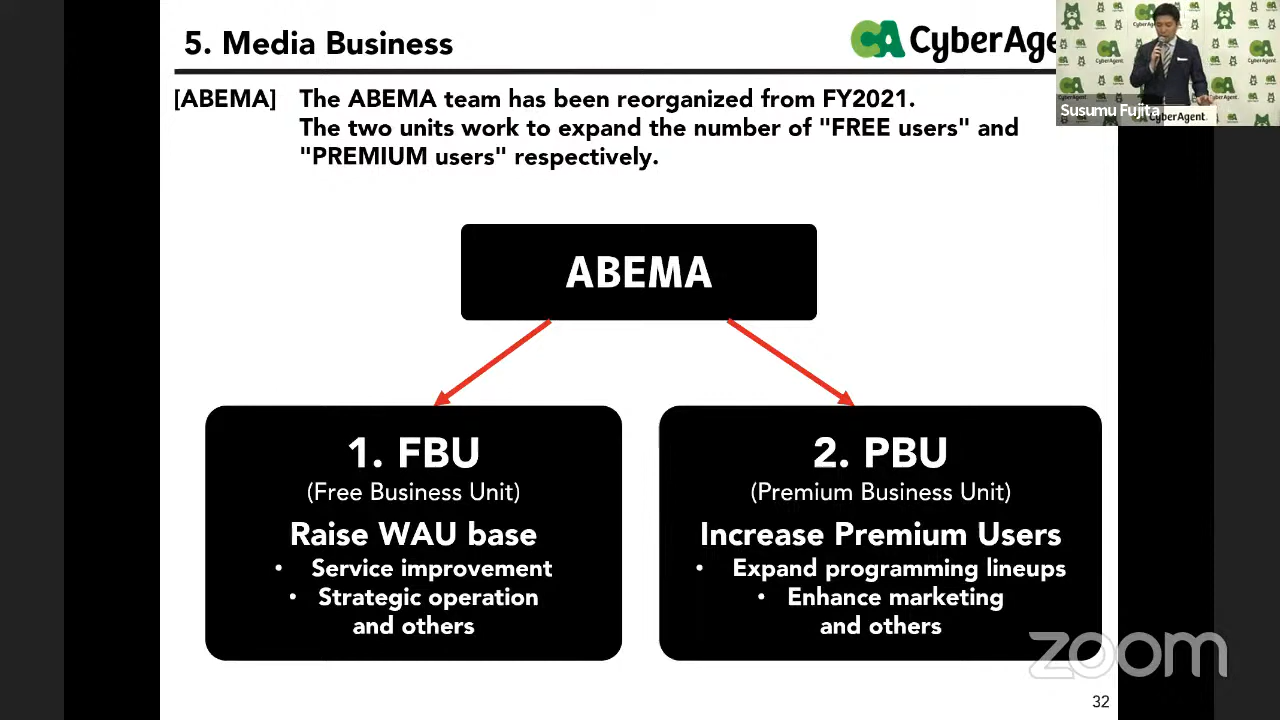 5. Media Business
CyberAge
Susumu Fujita
CyberAgent.
[ABEMA] The ABEMA team has been reorganized from FY2021.
The two units work to expand the number of "FREE users" and
"PREMIUM users" respectively.
ABEMA
1. FBU
(Free Business Unit)
Raise WAU base
• Service improvement
• Strategic operation
and others
2. PBU
(Premium Business Unit)
Increase Premium Users
• Expand programming lineups
• Enhance marketing
and others
zoom
32